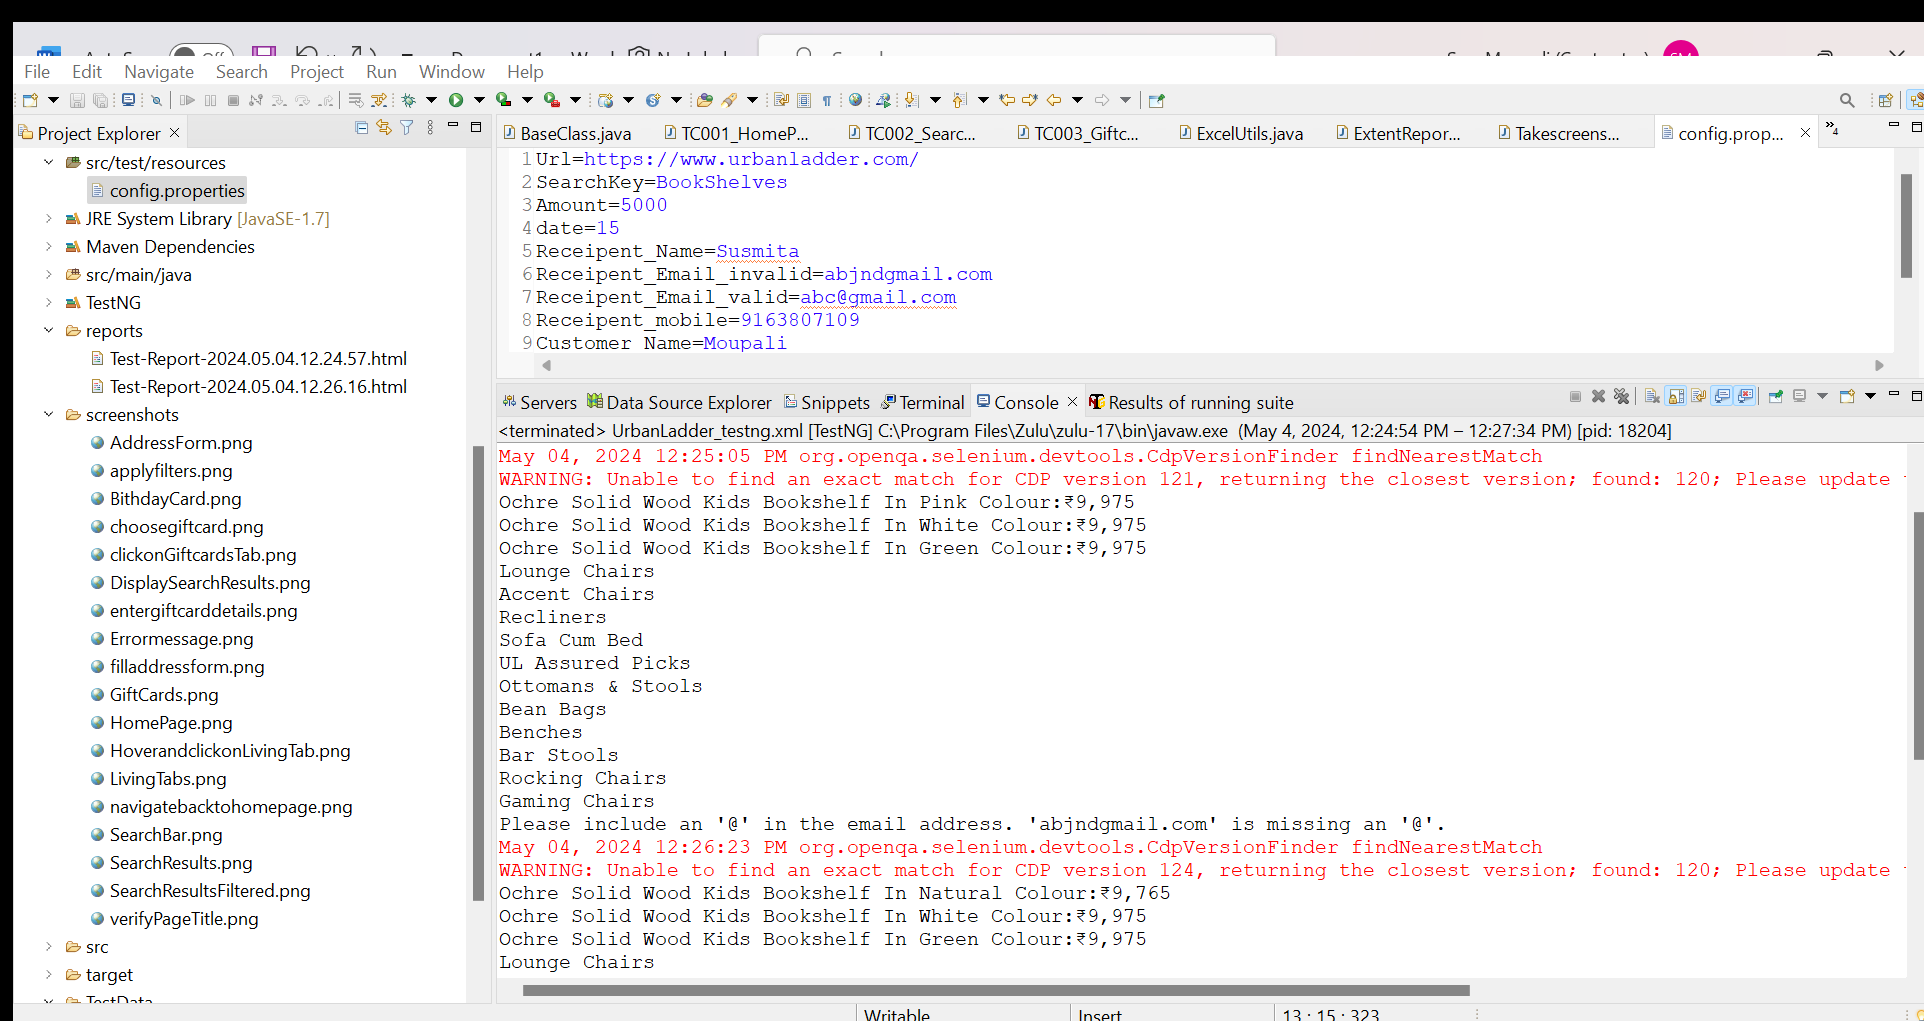 File Edit Navigate Search Project Run Window Help
Project Explorer
src/test/resources
config.properties
JRE System Library [JavaSE-1.7]
Maven Dependencies
src/main/java
TestNG
reports
Test-Report-2024.05.04.12.24.57.html
Test-Report-2024.05.04.12.26.16.html
screenshots
AddressForm.png
applyfilters.png
BithdayCard.png
choosegiftcard.png
clickonGiftcardsTab.png
DisplaySearchResults.png
entergiftcarddetails.png
Errormessage.png
filladdressform.png
GiftCards.png
HomePage.png
HoverandclickonLivingTab.png
LivingTabs.png
navigatebacktohomepage.png
SearchBar.png
SearchResults.png
SearchResultsFiltered.png
verifyPageTitle.png
src
target
TestData
BaseClass.java TC001_HomeP... TC002_Searc... TC003_Giftc... ExcelUtils.java ExtentRepor... Takescreens... config.prop... »4
1 Url=https://www.urbanladder.com/
2 SearchKey=BookShelves
3 Amount=5000
4 date=15
5 Receipent_Name=Susmita
6 Receipent_Email_invalid=abjndgmail.com
7 Receipent_Email_valid=abc@gmail.com
8 Receipent_mobile=9163807109
9 Customer_Name=Moupali
Servers Data Source Explorer Snippets Terminal Console Results of running suite
<terminated> UrbanLadder_testng.xml [TestNG] C:\Program Files\Zulu\zulu-17\bin\javaw.exe (May 4, 2024, 12:24:54 PM – 12:27:34 PM) [pid: 18204]
May 04, 2024 12:25:05 PM org.openqa.selenium.devtools.CdpVersionFinder findNearestMatch
WARNING: Unable to find an exact match for CDP version 121, returning the closest version; found: 120; Please update
Ochre Solid Wood Kids Bookshelf In Pink Colour:₹9,975
Ochre Solid Wood Kids Bookshelf In White Colour:₹9,975
Ochre Solid Wood Kids Bookshelf In Green Colour:₹9,975
Lounge Chairs
Accent Chairs
Recliners
Sofa Cum Bed
UL Assured Picks
Ottomans & Stools
Bean Bags
Benches
Bar Stools
Rocking Chairs
Gaming Chairs
Please include an '@' in the email address. 'abjndgmail.com' is missing an '@'.
May 04, 2024 12:26:23 PM org.openqa.selenium.devtools.CdpVersionFinder findNearestMatch
WARNING: Unable to find an exact match for CDP version 124, returning the closest version; found: 120; Please update
Ochre Solid Wood Kids Bookshelf In Natural Colour:₹9,765
Ochre Solid Wood Kids Bookshelf In White Colour:₹9,975
Ochre Solid Wood Kids Bookshelf In Green Colour:₹9,975
Lounge Chairs
Writable Insert 13 : 15 : 323